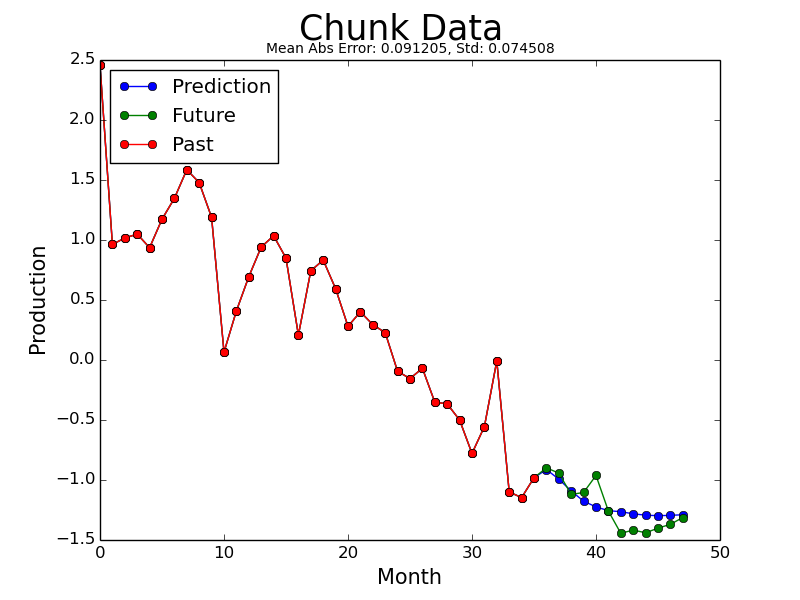 Chunk Data
Mean Abs Error: 0.091205, Std: 0.074508
Prediction
Future
Past
Production
2.5
2.0
1.5
1.0
0.5
0.0
−0.5
−1.0
−1.5
0 10 20 30 40 50
Month